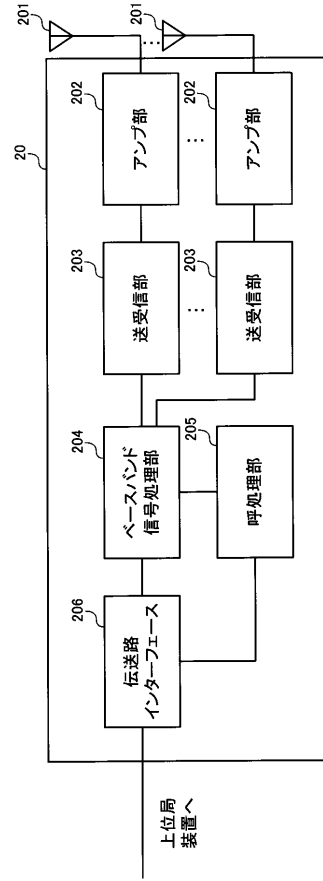 20
201
201
202
アンプ部
202
アンプ部
203
送受信部
203
送受信部
204
ベースバンド
信号処理部
205
呼処理部
206
伝送路
インターフェース
上位局
装置へ